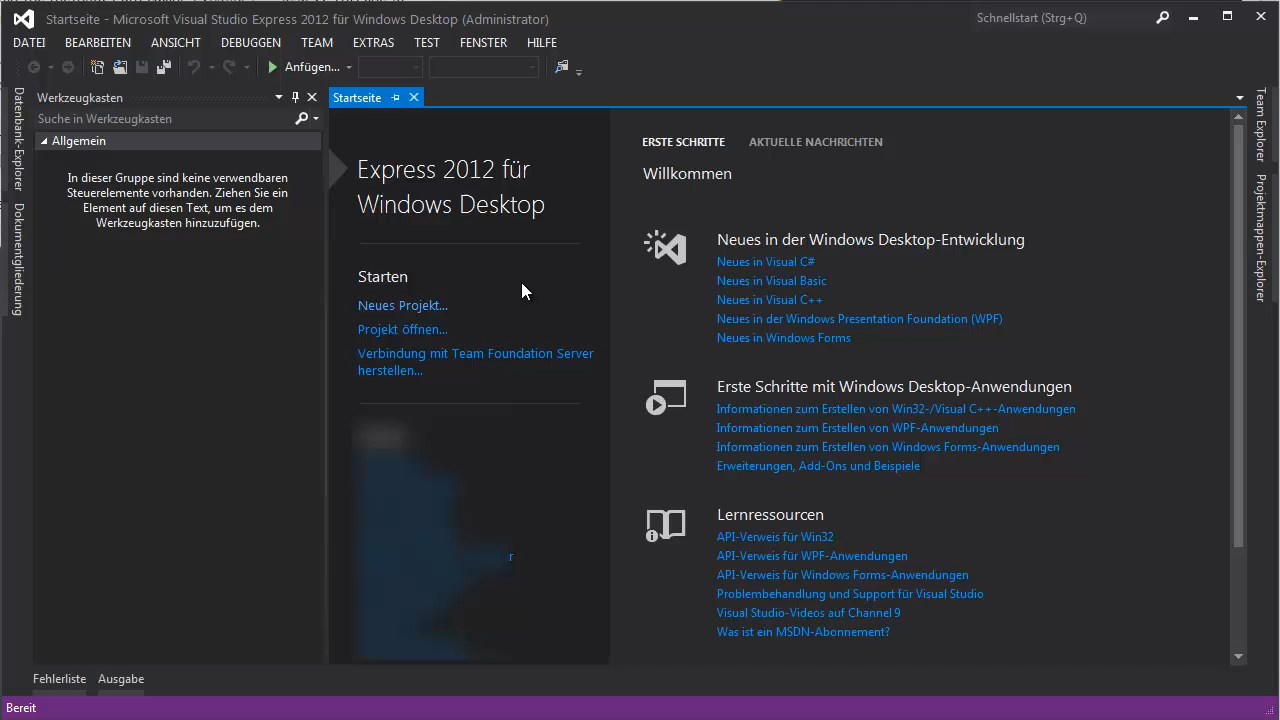 Startseite - Microsoft Visual Studio Express 2012 für Windows Desktop (Administrator)
Schnellstart (Strg+Q)
DATEI BEARBEITEN ANSICHT DEBUGGEN TEAM EXTRAS TEST FENSTER HILFE
Anfügen...
Datenbank-Explorer
Dokumentgliederung
Werkzeugkasten
Suche in Werkzeugkasten
Allgemein
In dieser Gruppe sind keine verwendbaren
Steuerelemente vorhanden. Ziehen Sie ein
Element auf diesen Text, um es dem
Werkzeugkasten hinzuzufügen.
Startseite
Express 2012 für
Windows Desktop
Starten
Neues Projekt...
Projekt öffnen...
Verbindung mit Team Foundation Server
herstellen...
r
ERSTE SCHRITTE AKTUELLE NACHRICHTEN
Willkommen
Neues in der Windows Desktop-Entwicklung
Neues in Visual C#
Neues in Visual Basic
Neues in Visual C++
Neues in der Windows Presentation Foundation (WPF)
Neues in Windows Forms
Erste Schritte mit Windows Desktop-Anwendungen
Informationen zum Erstellen von Win32-/Visual C++-Anwendungen
Informationen zum Erstellen von WPF-Anwendungen
Informationen zum Erstellen von Windows Forms-Anwendungen
Erweiterungen, Add-Ons und Beispiele
Lernressourcen
API-Verweis für Win32
API-Verweis für WPF-Anwendungen
API-Verweis für Windows Forms-Anwendungen
Problembehandlung und Support für Visual Studio
Visual Studio-Videos auf Channel 9
Was ist ein MSDN-Abonnement?
Team Explorer
Projektmappen-Explorer
Fehlerliste Ausgabe
Bereit